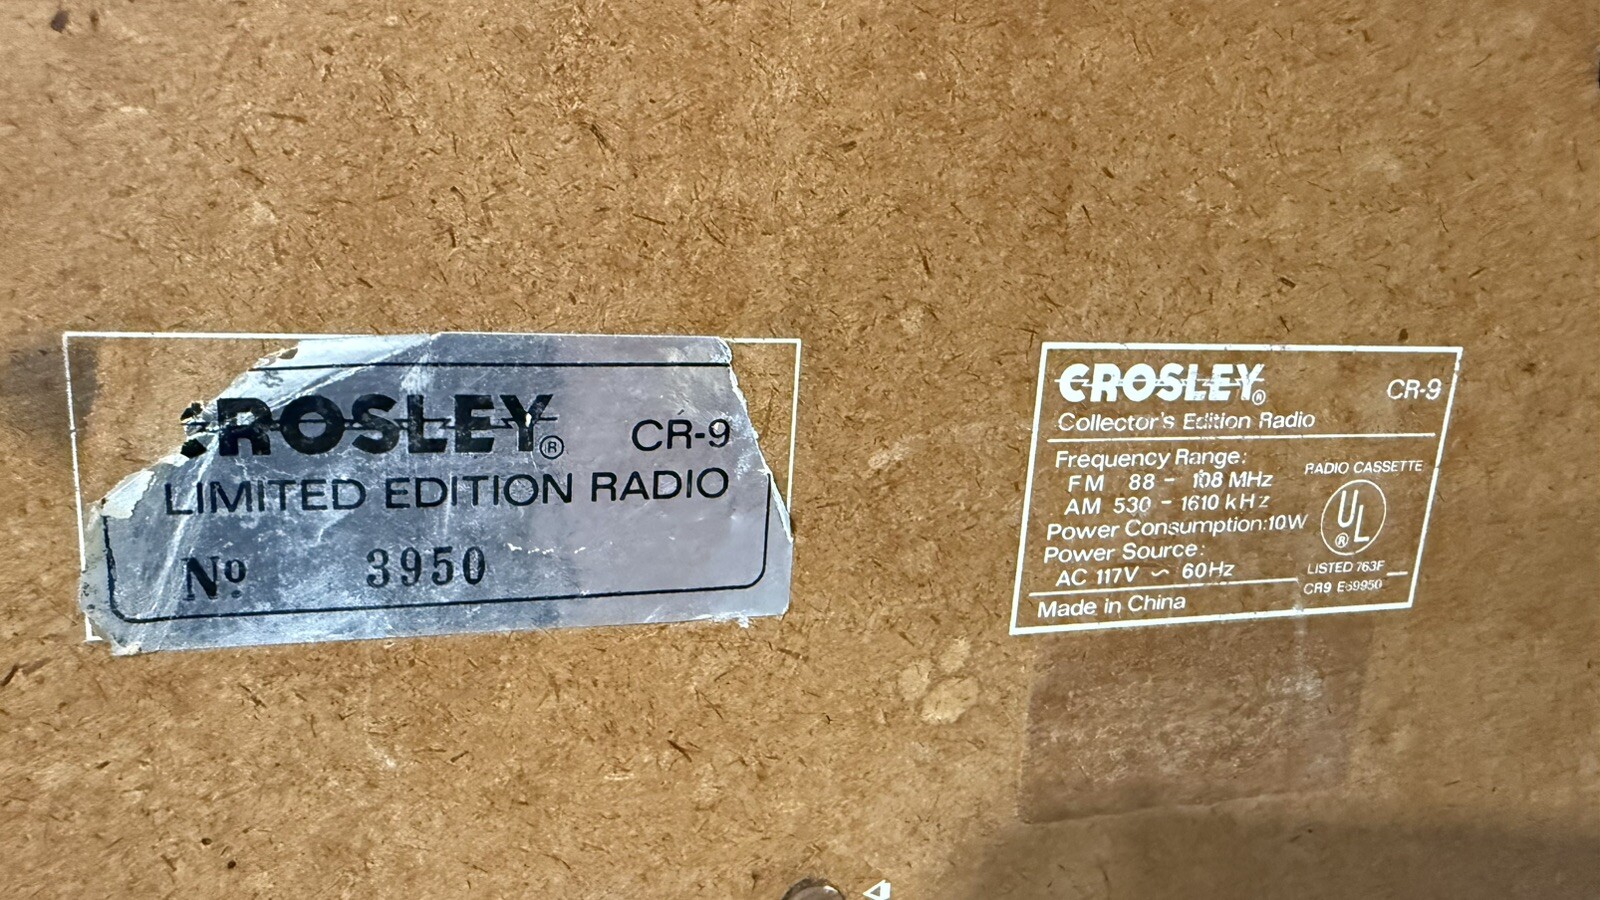 CROSLEY® CR-9
LIMITED EDITION RADIO
Nº 3950
CROSLEY® CR-9
Collector's Edition Radio
Frequency Range:
FM 88 - 108 MHz
AM 530 - 1610 kHz
Power Consumption:10W
Power Source:
AC 117V ~ 60Hz
Made in China
RADIO CASSETTE
UL®
LISTED 763F
CR9 E69950